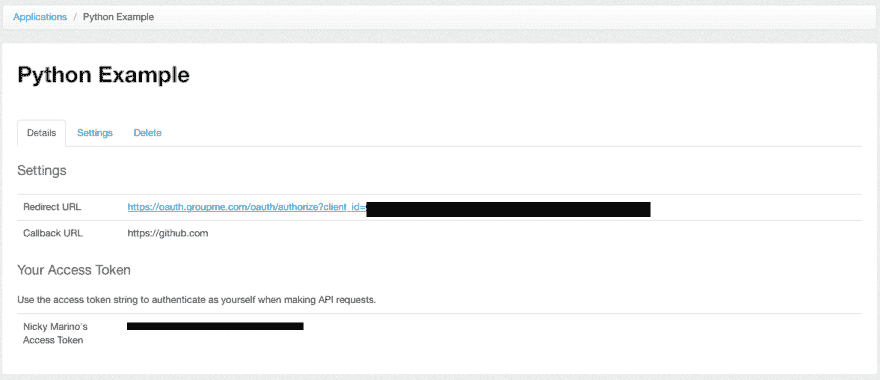 Applications / Python Example
Python Example
Details Settings Delete
Settings
Redirect URL https://oauth.groupme.com/oauth/authorize?client_id=
Callback URL https://github.com
Your Access Token
Use the access token string to authenticate as yourself when making API requests.
Nicky Marino's
Access Token